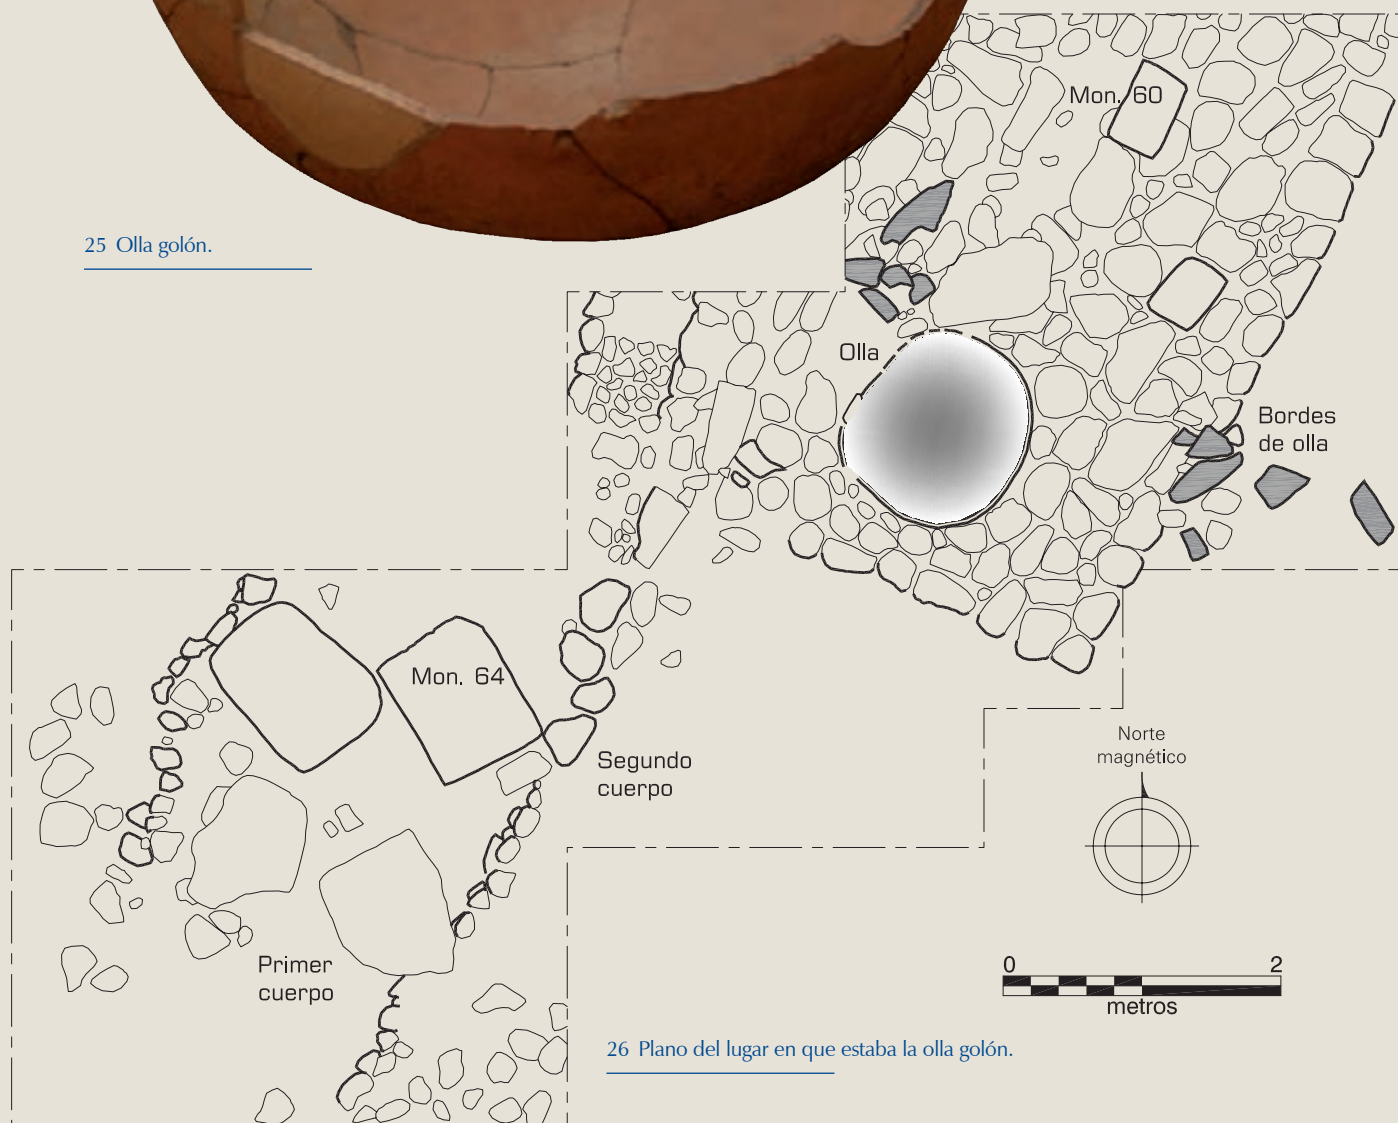 Mon. 60
25 Olla golón.
Olla
Bordes
de olla
Mon. 64
Segundo
cuerpo
Norte
magnético
Primer
cuerpo
0 2
metros
26 Plano del lugar en que estaba la olla golón.